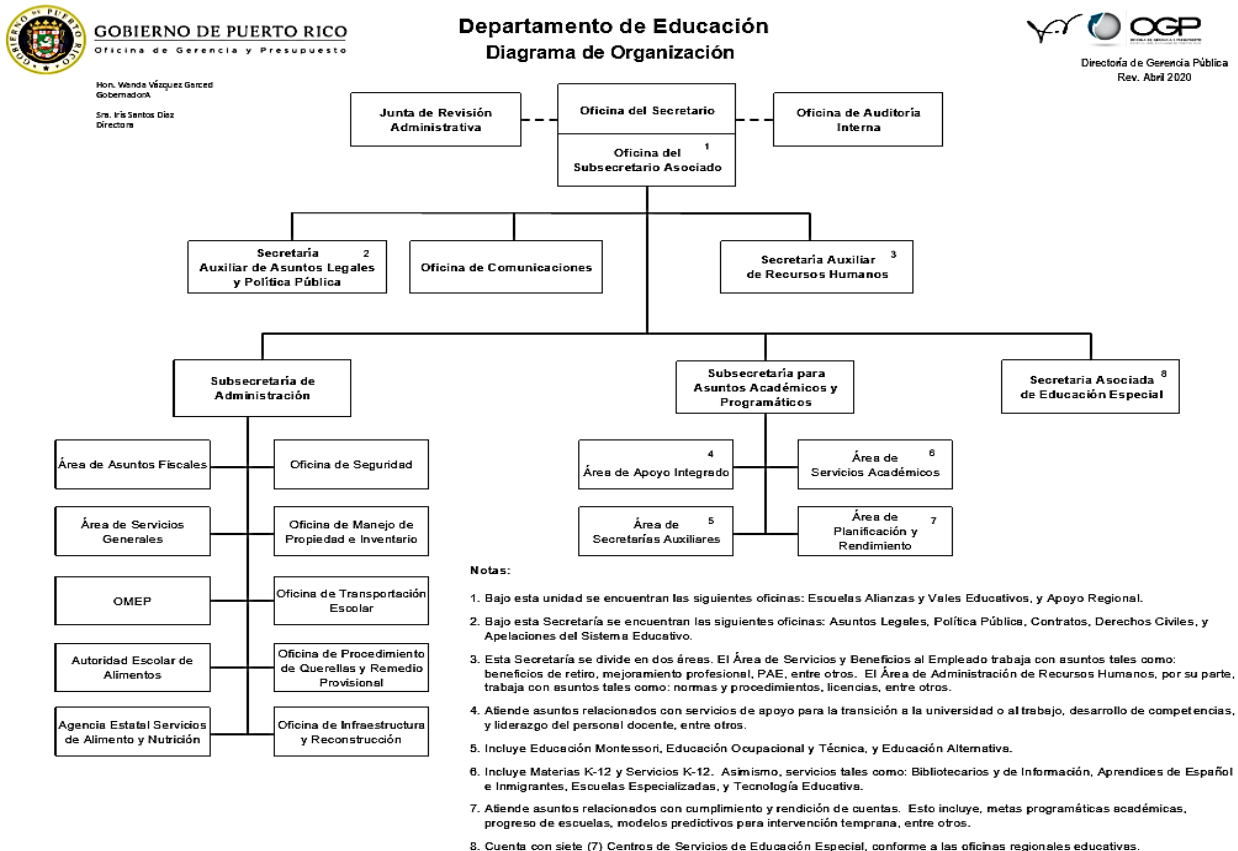 GOBIERNO DE PUERTO RICO
Oficina de Gerencia y Presupuesto
Departamento de Educación
Diagrama de Organización
OGP
Directoría de Gerencia Pública
Rev. Abril 2020
Hon. Wanda Vázquez Garced
GobernadorA
Sra. Iris Santos Díaz
Directora
Junta de Revisión
Administrativa
Oficina del Secretario
Oficina de Auditoría
Interna
Oficina del 1
Subsecretario Asociado
Secretaría 2
Auxiliar de Asuntos Legales
y Política Pública
Oficina de Comunicaciones
Secretaría Auxiliar 3
de Recursos Humanos
Subsecretaría de
Administración
Subsecretaría para
Asuntos Académicos y
Programáticos
Secretaria Asociada 8
de Educación Especial
Área de Asuntos Fiscales
Oficina de Seguridad
Área de Servicios
Generales
Oficina de Manejo de
Propiedad e Inventario
OMEP
Oficina de Transportación
Escolar
Autoridad Escolar de
Alimentos
Oficina de Procedimiento
de Querellas y Remedio
Provisional
Agencia Estatal Servicios
de Alimento y Nutrición
Oficina de Infraestructura
y Reconstrucción
4
Área de Apoyo Integrado
Área de 6
Servicios Académicos
Área de 5
Secretarías Auxiliares
Área de 7
Planificación y
Rendimiento
Notas:
1. Bajo esta unidad se encuentran las siguientes oficinas: Escuelas Alianzas y Vales Educativos, y Apoyo Regional.
2. Bajo esta Secretaría se encuentran las siguientes oficinas: Asuntos Legales, Política Pública, Contratos, Derechos Civiles, y
Apelaciones del Sistema Educativo.
3. Esta Secretaría se divide en dos áreas. El Área de Servicios y Beneficios al Empleado trabaja con asuntos tales como:
beneficios de retiro, mejoramiento profesional, PAE, entre otros. El Área de Administración de Recursos Humanos, por su parte,
trabaja con asuntos tales como: normas y procedimientos, licencias, entre otros.
4. Atiende asuntos relacionados con servicios de apoyo para la transición a la universidad o al trabajo, desarrollo de competencias,
y liderazgo del personal docente, entre otros.
5. Incluye Educación Montessori, Educación Ocupacional y Técnica, y Educación Alternativa.
6. Incluye Materias K-12 y Servicios K-12. Asimismo, servicios tales como: Bibliotecarios y de Información, Aprendices de Español
e Inmigrantes, Escuelas Especializadas, y Tecnología Educativa.
7. Atiende asuntos relacionados con cumplimiento y rendición de cuentas. Esto incluye, metas programáticas académicas,
progreso de escuelas, modelos predictivos para intervención temprana, entre otros.
8. Cuenta con siete (7) Centros de Servicios de Educación Especial, conforme a las oficinas regionales educativas.